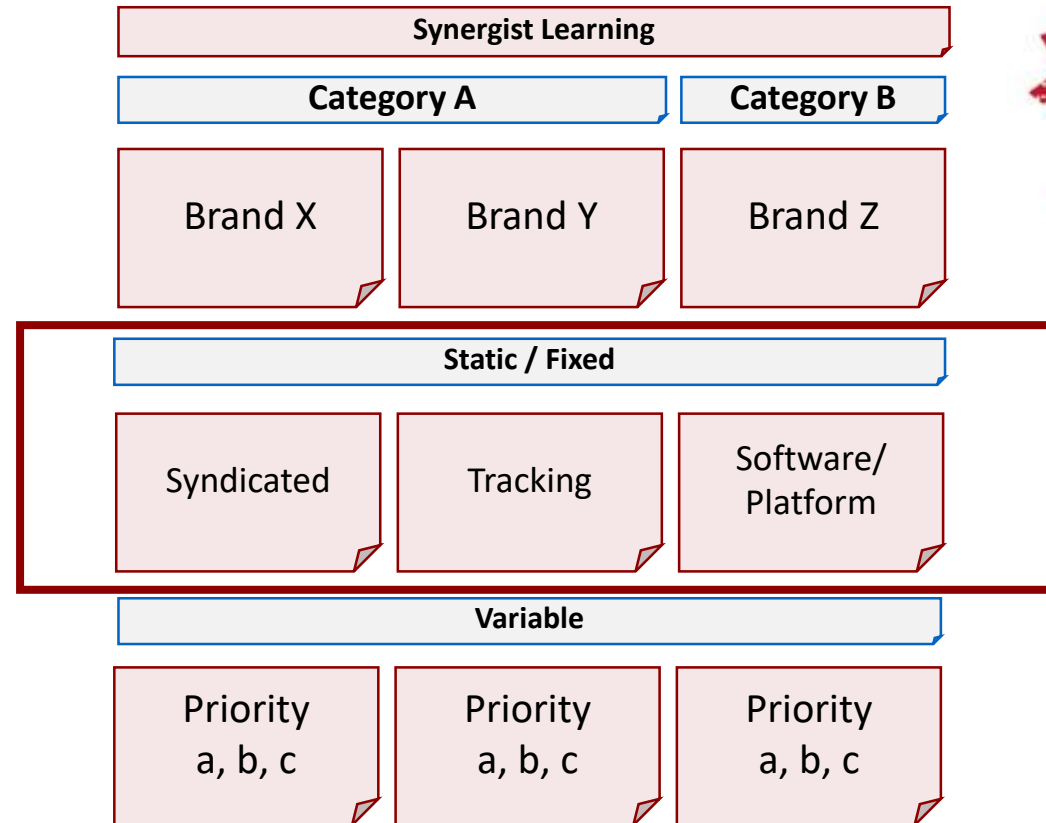 Synergist Learning
Category A
Category B
Brand X
Brand Y
Brand Z
Static / Fixed
Syndicated
Tracking
Software/
Platform
Variable
Priority
a, b, c
Priority
a, b, c
Priority
a, b, c